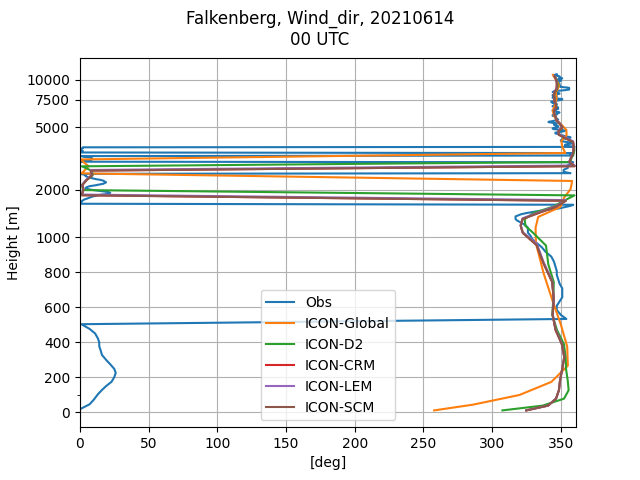 Falkenberg, Wind_dir, 20210614
00 UTC
10000
7500
5000
2000
1000
800
600
400
200
0
Height [m]
Obs
ICON-Global
ICON-D2
ICON-CRM
ICON-LEM
ICON-SCM
0 50 100 150 200 250 300 350
[deg]